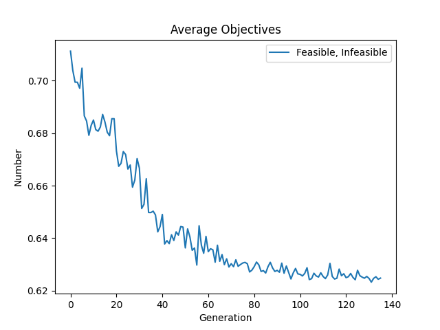 Average Objectives
Feasible, Infeasible
0.70
0.68
0.66
0.64
0.62
Number
0 20 40 60 80 100 120 140
Generation